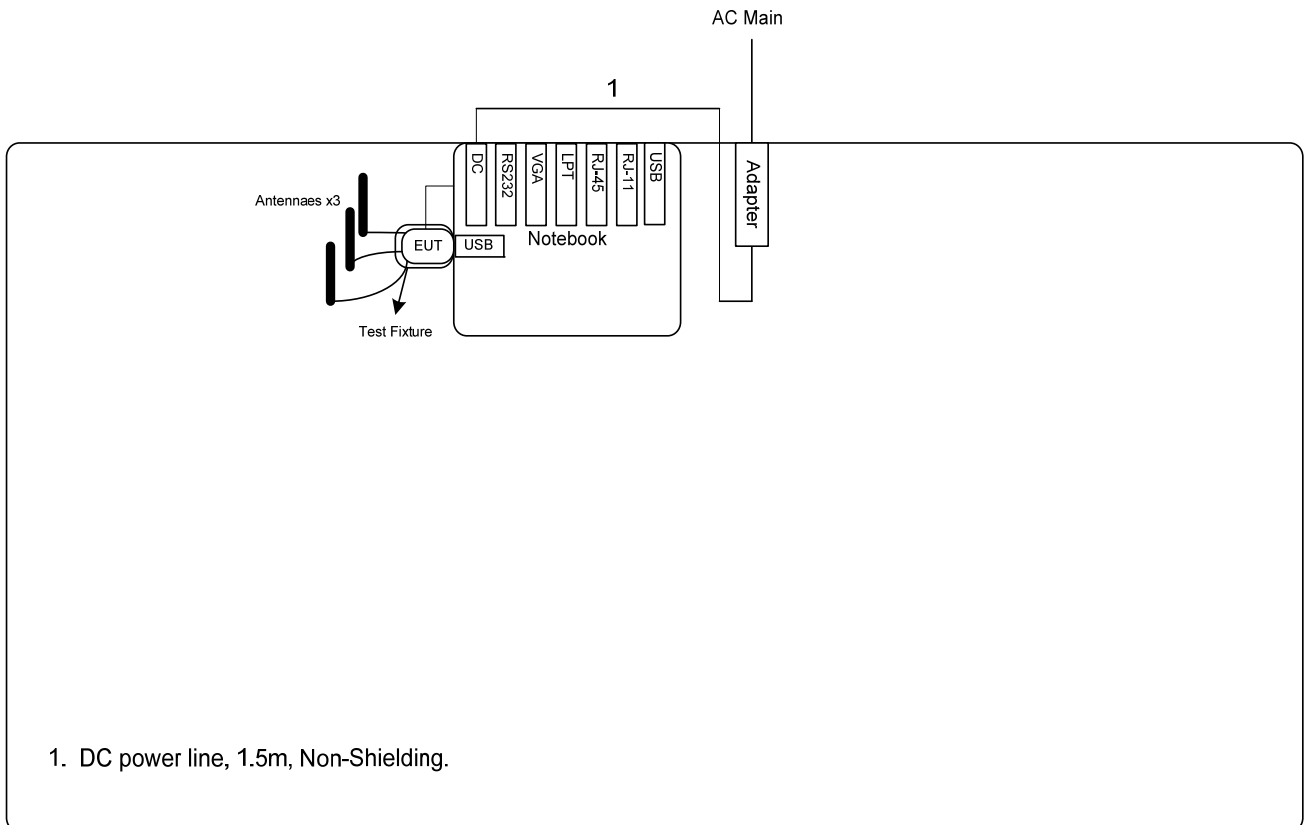 AC Main
1
DC
RS232
VGA
LPT
RJ-45
RJ-11
USB
Adapter
Antennaes x3
EUT
USB
Notebook
Test Fixture
1. DC power line, 1.5m, Non-Shielding.